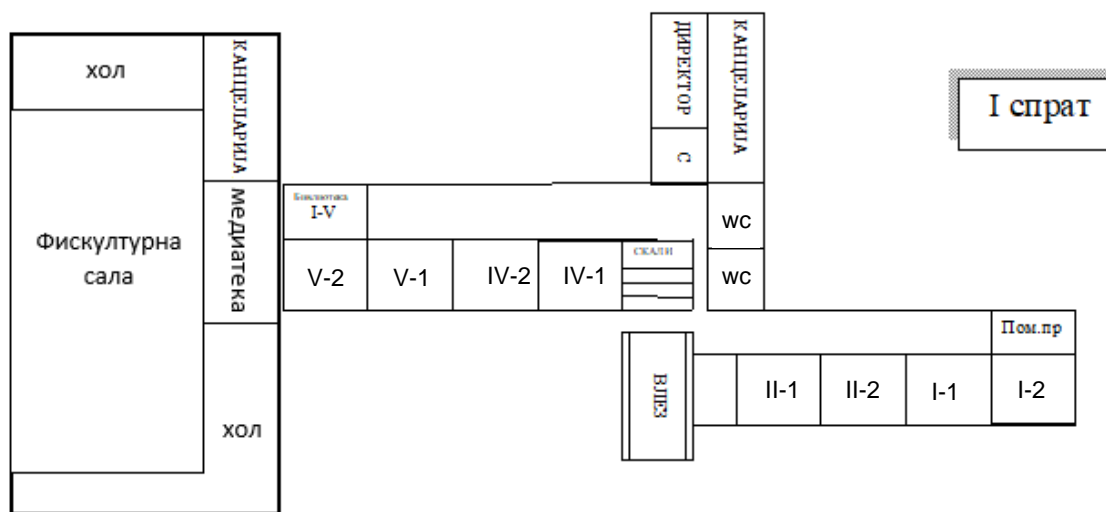 ХОЛ
КАНЦЕЛАРИЈА
ДИРЕКТОР
КАНЦЕЛАРИЈА
I спрат
С
Фискултурна
сала
медиатека
Библиотека
I-V
wc
V-2
V-1
IV-2
IV-1
СКАЛИ
wc
ХОЛ
ВЛЕЗ
Пом.пр
II-1
II-2
I-1
I-2